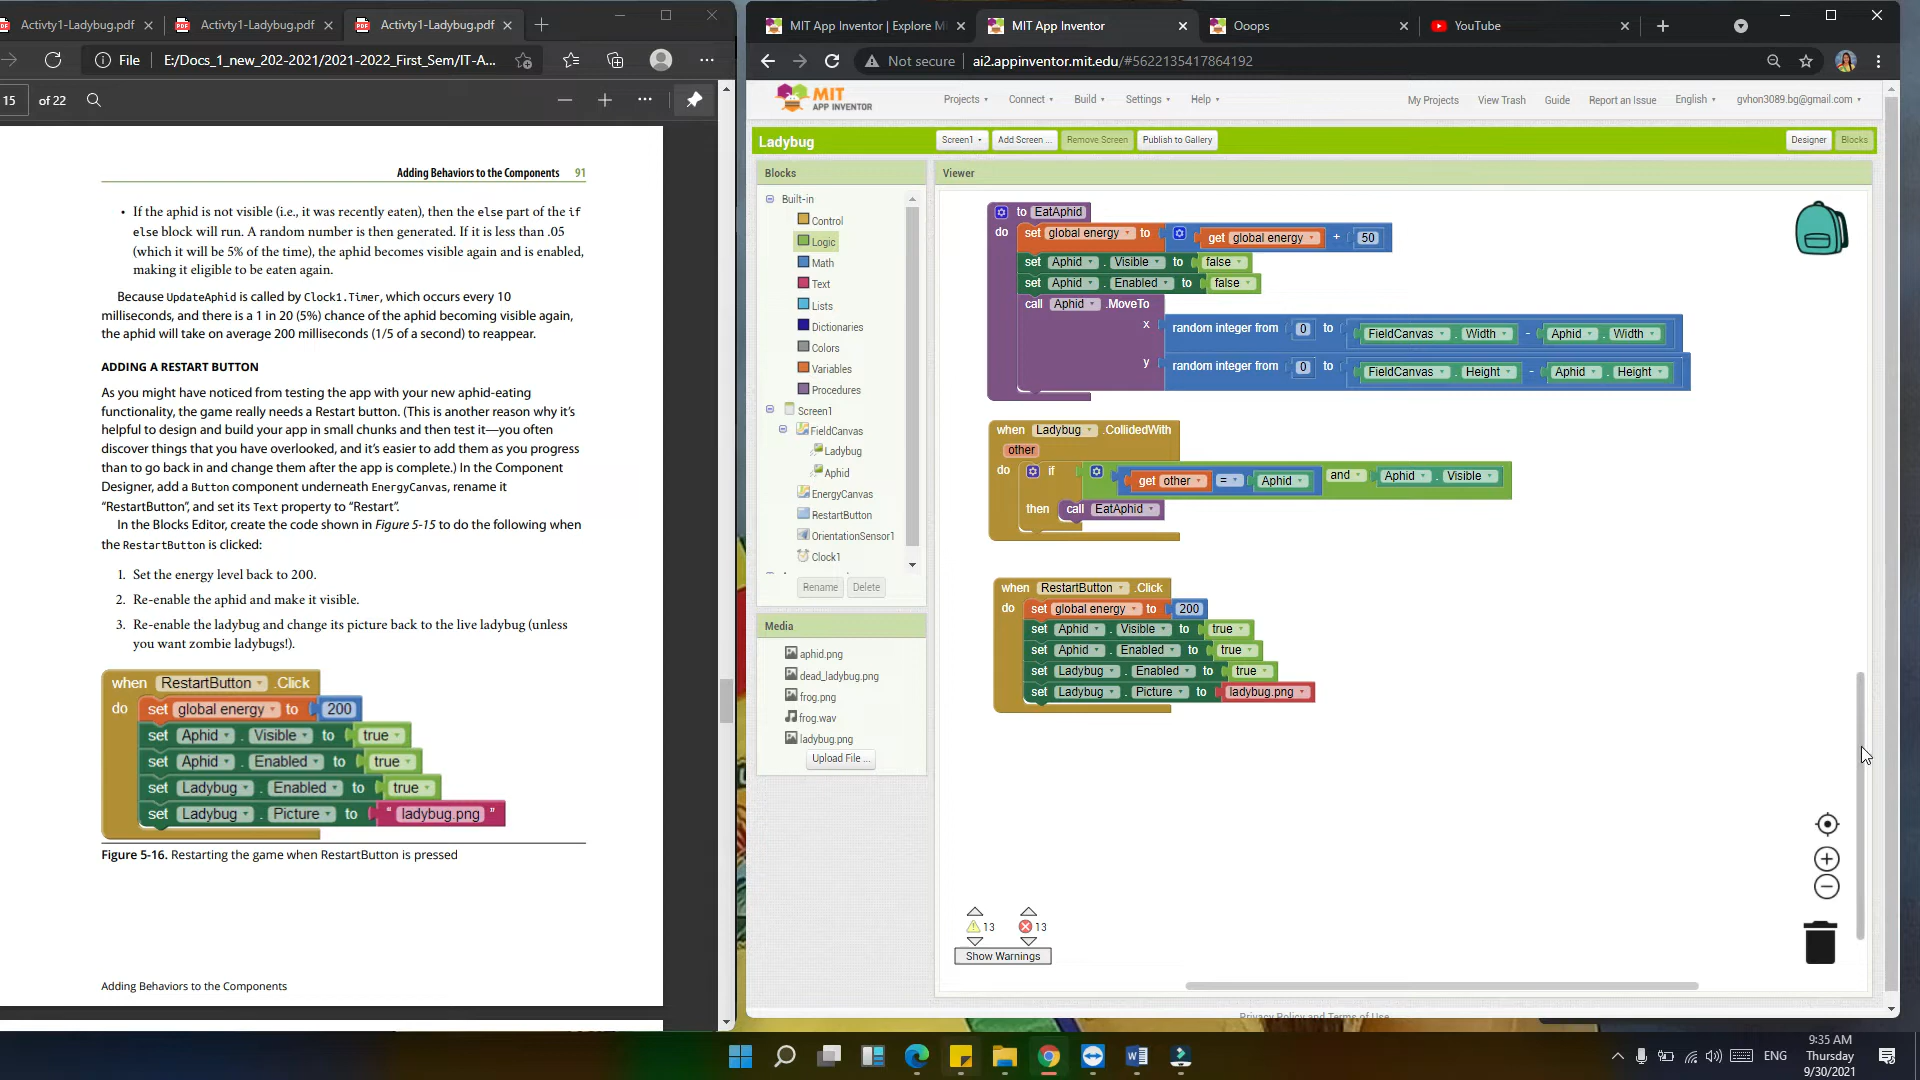 Activty1-Ladybug.pdf
Activty1-Ladybug.pdf
Activty1-Ladybug.pdf
File
E:/Docs_1_new_202-2021/2021-2022_First_Sem/IT-A...
15 of 22
Adding Behaviors to the Components 91
• If the aphid is not visible (i.e., it was recently eaten), then the else part of the if
else block will run. A random number is then generated. If it is less than .05
(which it will be 5% of the time), the aphid becomes visible again and is enabled,
making it eligible to be eaten again.
Because UpdateAphid is called by Clock1.Timer, which occurs every 10
milliseconds, and there is a 1 in 20 (5%) chance of the aphid becoming visible again,
the aphid will take on average 200 milliseconds (1/5 of a second) to reappear.
ADDING A RESTART BUTTON
As you might have noticed from testing the app with your new aphid-eating
functionality, the game really needs a Restart button. (This is another reason why it's
helpful to design and build your app in small chunks and then test it—you often
discover things that you have overlooked, and it's easier to add them as you progress
than to go back in and change them after the app is complete.) In the Component
Designer, add a Button component underneath EnergyCanvas, rename it
“RestartButton”, and set its Text property to “Restart”.
In the Blocks Editor, create the code shown in Figure 5-15 to do the following when
the RestartButton is clicked:
1. Set the energy level back to 200.
2. Re-enable the aphid and make it visible.
3. Re-enable the ladybug and change its picture back to the live ladybug (unless
you want zombie ladybugs!).
when RestartButton .Click
do set global energy to 200
set Aphid . Visible to true
set Aphid . Enabled to true
set Ladybug . Enabled to true
set Ladybug . Picture to “ ladybug.png ”
Figure 5-16. Restarting the game when RestartButton is pressed
Adding Behaviors to the Components
MIT App Inventor | Explore M
MIT App Inventor
Ooops
YouTube
Not secure
ai2.appinventor.mit.edu/#5622135417864192
MIT
APP INVENTOR
Projects
Connect
Build
Settings
Help
My Projects
View Trash
Guide
Report an Issue
English
gvhon3089.bg@gmail.com
Ladybug
Screen1
Add Screen ...
Remove Screen
Publish to Gallery
Designer
Blocks
Blocks
Built-in
Control
Logic
Math
Text
Lists
Dictionaries
Colors
Variables
Procedures
Screen1
FieldCanvas
Ladybug
Aphid
EnergyCanvas
RestartButton
OrientationSensor1
Clock1
Rename
Delete
Media
aphid.png
dead_ladybug.png
frog.png
frog.wav
ladybug.png
Upload File ...
Viewer
to EatAphid
do set global energy to get global energy + 50
set Aphid . Visible to false
set Aphid . Enabled to false
call Aphid .MoveTo
x random integer from 0 to FieldCanvas . Width - Aphid . Width
y random integer from 0 to FieldCanvas . Height - Aphid . Height
when Ladybug .CollidedWith
other
do if get other = Aphid and Aphid . Visible
then call EatAphid
when RestartButton .Click
do set global energy to 200
set Aphid . Visible to true
set Aphid . Enabled to true
set Ladybug . Enabled to true
set Ladybug . Picture to ladybug.png
13 13
Show Warnings
Privacy Policy and Terms of Use
ENG
9:35 AM
Thursday
9/30/2021